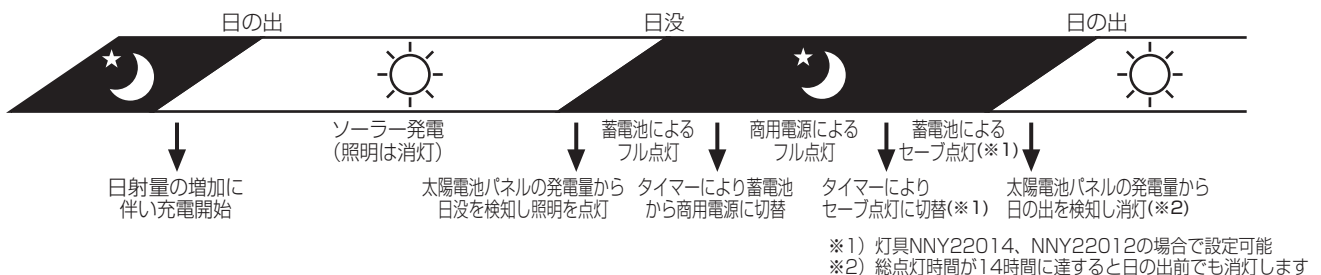 日の出
日没
日の出
ソーラー発電
（照明は消灯）
蓄電池による
フル点灯
商用電源による
フル点灯
蓄電池による
セーブ点灯(※1)
日射量の増加に
伴い充電開始
太陽電池パネルの発電量から
日没を検知し照明を点灯
タイマーにより蓄電池
から商用電源に切替
タイマーにより
セーブ点灯に切替(※1)
太陽電池パネルの発電量から
日の出を検知し消灯(※2)
※1）灯具NNY22014、NNY22012の場合で設定可能
※2）総点灯時間が14時間に達すると日の出前でも消灯します